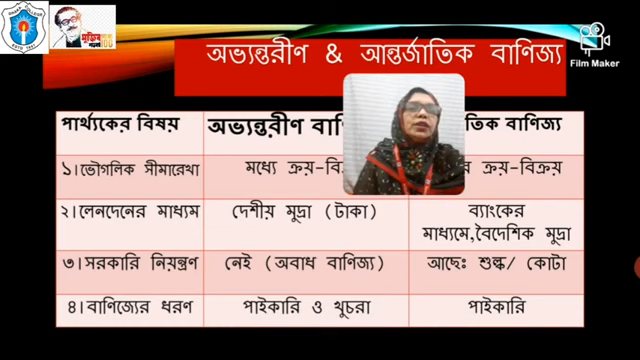 অভ্যন্তরীণ & আন্তর্জাতিক বাণিজ্য
Film Maker
পার্থ্যকের বিষয় অভ্যন্তরীণ তিক বাণিজ্য
১।ভৌগলিক সীমারেখা মধ্যে ক্রয়-বি ক্রয়-বিক্রয়
২।লেনদেনের মাধ্যম দেশীয় মুদ্রা (টাকা) ব্যাংকের
মাধ্যমে,বৈদেশিক মুদ্রা
৩।সরকারি নিয়ন্ত্রণ নেই (অবাধ বাণিজ্য) আছেঃ শুল্ক/ কোটা
৪।বাণিজ্যের ধরণ পাইকারি ও খুচরা পাইকারি